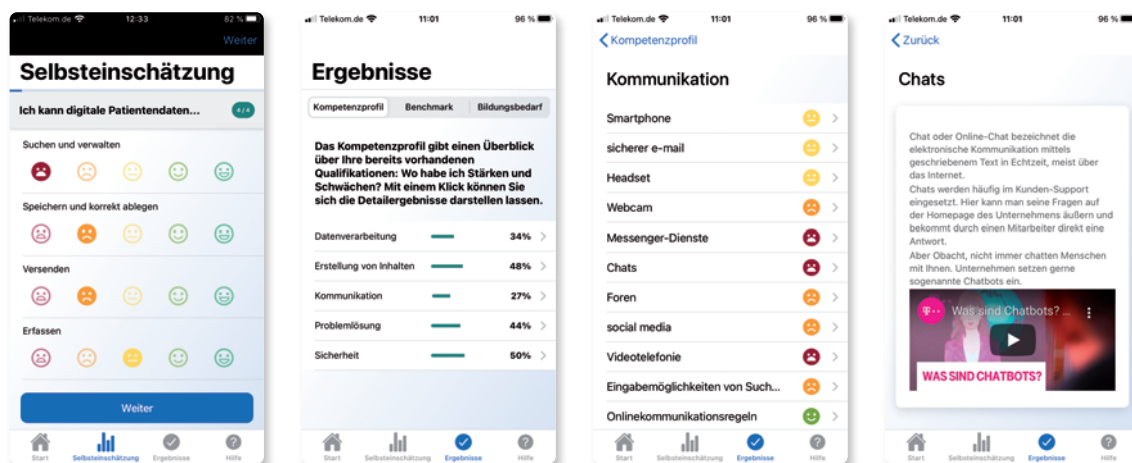 Telekom.de 12:33 82 %
Weiter
Selbsteinschätzung
Ich kann digitale Patientendaten... 4/4
Suchen und verwalten
Speichern und korrekt ablegen
Versenden
Erfassen
Weiter
Start Selbsteinschätzung Ergebnisse Hilfe
Telekom.de 11:01 96 %
Ergebnisse
Kompetenzprofil Benchmark Bildungsbedarf
Das Kompetenzprofil gibt einen Überblick
über Ihre bereits vorhandenen
Qualifikationen: Wo habe ich Stärken und
Schwächen? Mit einem Klick können Sie
sich die Detailergebnisse darstellen lassen.
Datenverarbeitung 34%
Erstellung von Inhalten 48%
Kommunikation 27%
Problemlösung 44%
Sicherheit 50%
Start Selbsteinschätzung Ergebnisse Hilfe
Telekom.de 11:01 96 %
Kompetenzprofil
Kommunikation
Smartphone
sicherer e-mail
Headset
Webcam
Messenger-Dienste
Chats
Foren
social media
Videotelefonie
Eingabemöglichkeiten von Such...
Onlinekommunikationsregeln
Start Selbsteinschätzung Ergebnisse Hilfe
Telekom.de 11:01 96 %
Zurück
Chats
Chat oder Online-Chat bezeichnet die
elektronische Kommunikation mittels
geschriebenem Text in Echtzeit, meist über
das Internet.
Chats werden häufig im Kunden-Support
eingesetzt. Hier kann man seine Fragen auf
der Homepage des Unternehmens äußern und
bekommt durch einen Mitarbeiter direkt eine
Antwort.
Aber Obacht, nicht immer chatten Menschen
mit Ihnen. Unternehmen setzen gerne
sogenannte Chatbots ein.
T Was sind Chatbots? ...
WAS SIND CHATBOTS?
Start Selbsteinschätzung Ergebnisse Hilfe